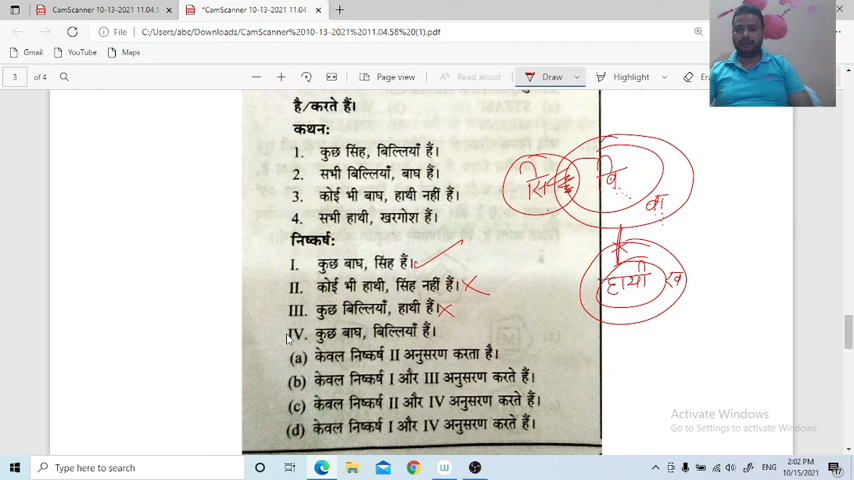 CamScanner 10-13-2021 11.04.5
*CamScanner 10-13-2021 11.04.58
File
C:/Users/abc/Downloads/CamScanner%2010-13-2021%2011.04.58%20(1).pdf
Gmail
YouTube
Maps
3
of 4
Page view
Read aloud
Draw
Highlight
है/करते हैं।
कथन:
1. कुछ सिंह, बिल्लियाँ हैं।
2. सभी बिल्लियाँ, बाघ हैं।
3. कोई भी बाघ, हाथी नहीं हैं।
4. सभी हाथी, खरगोश हैं।
निष्कर्ष:
I. कुछ बाघ, सिंह हैं।
II. कोई भी हाथी, सिंह नहीं हैं।
III. कुछ बिल्लियाँ, हाथी हैं।
IV. कुछ बाघ, बिल्लियाँ हैं।
(a) केवल निष्कर्ष II अनुसरण करता है।
(b) केवल निष्कर्ष I और III अनुसरण करते हैं।
(c) केवल निष्कर्ष II और IV अनुसरण करते हैं।
(d) केवल निष्कर्ष I और IV अनुसरण करते हैं।
सि
बि
बा
हाथी
ख
Activate Windows
Go to Settings to activate Windows.
Type here to search
ENG
2:02 PM
10/15/2021
17